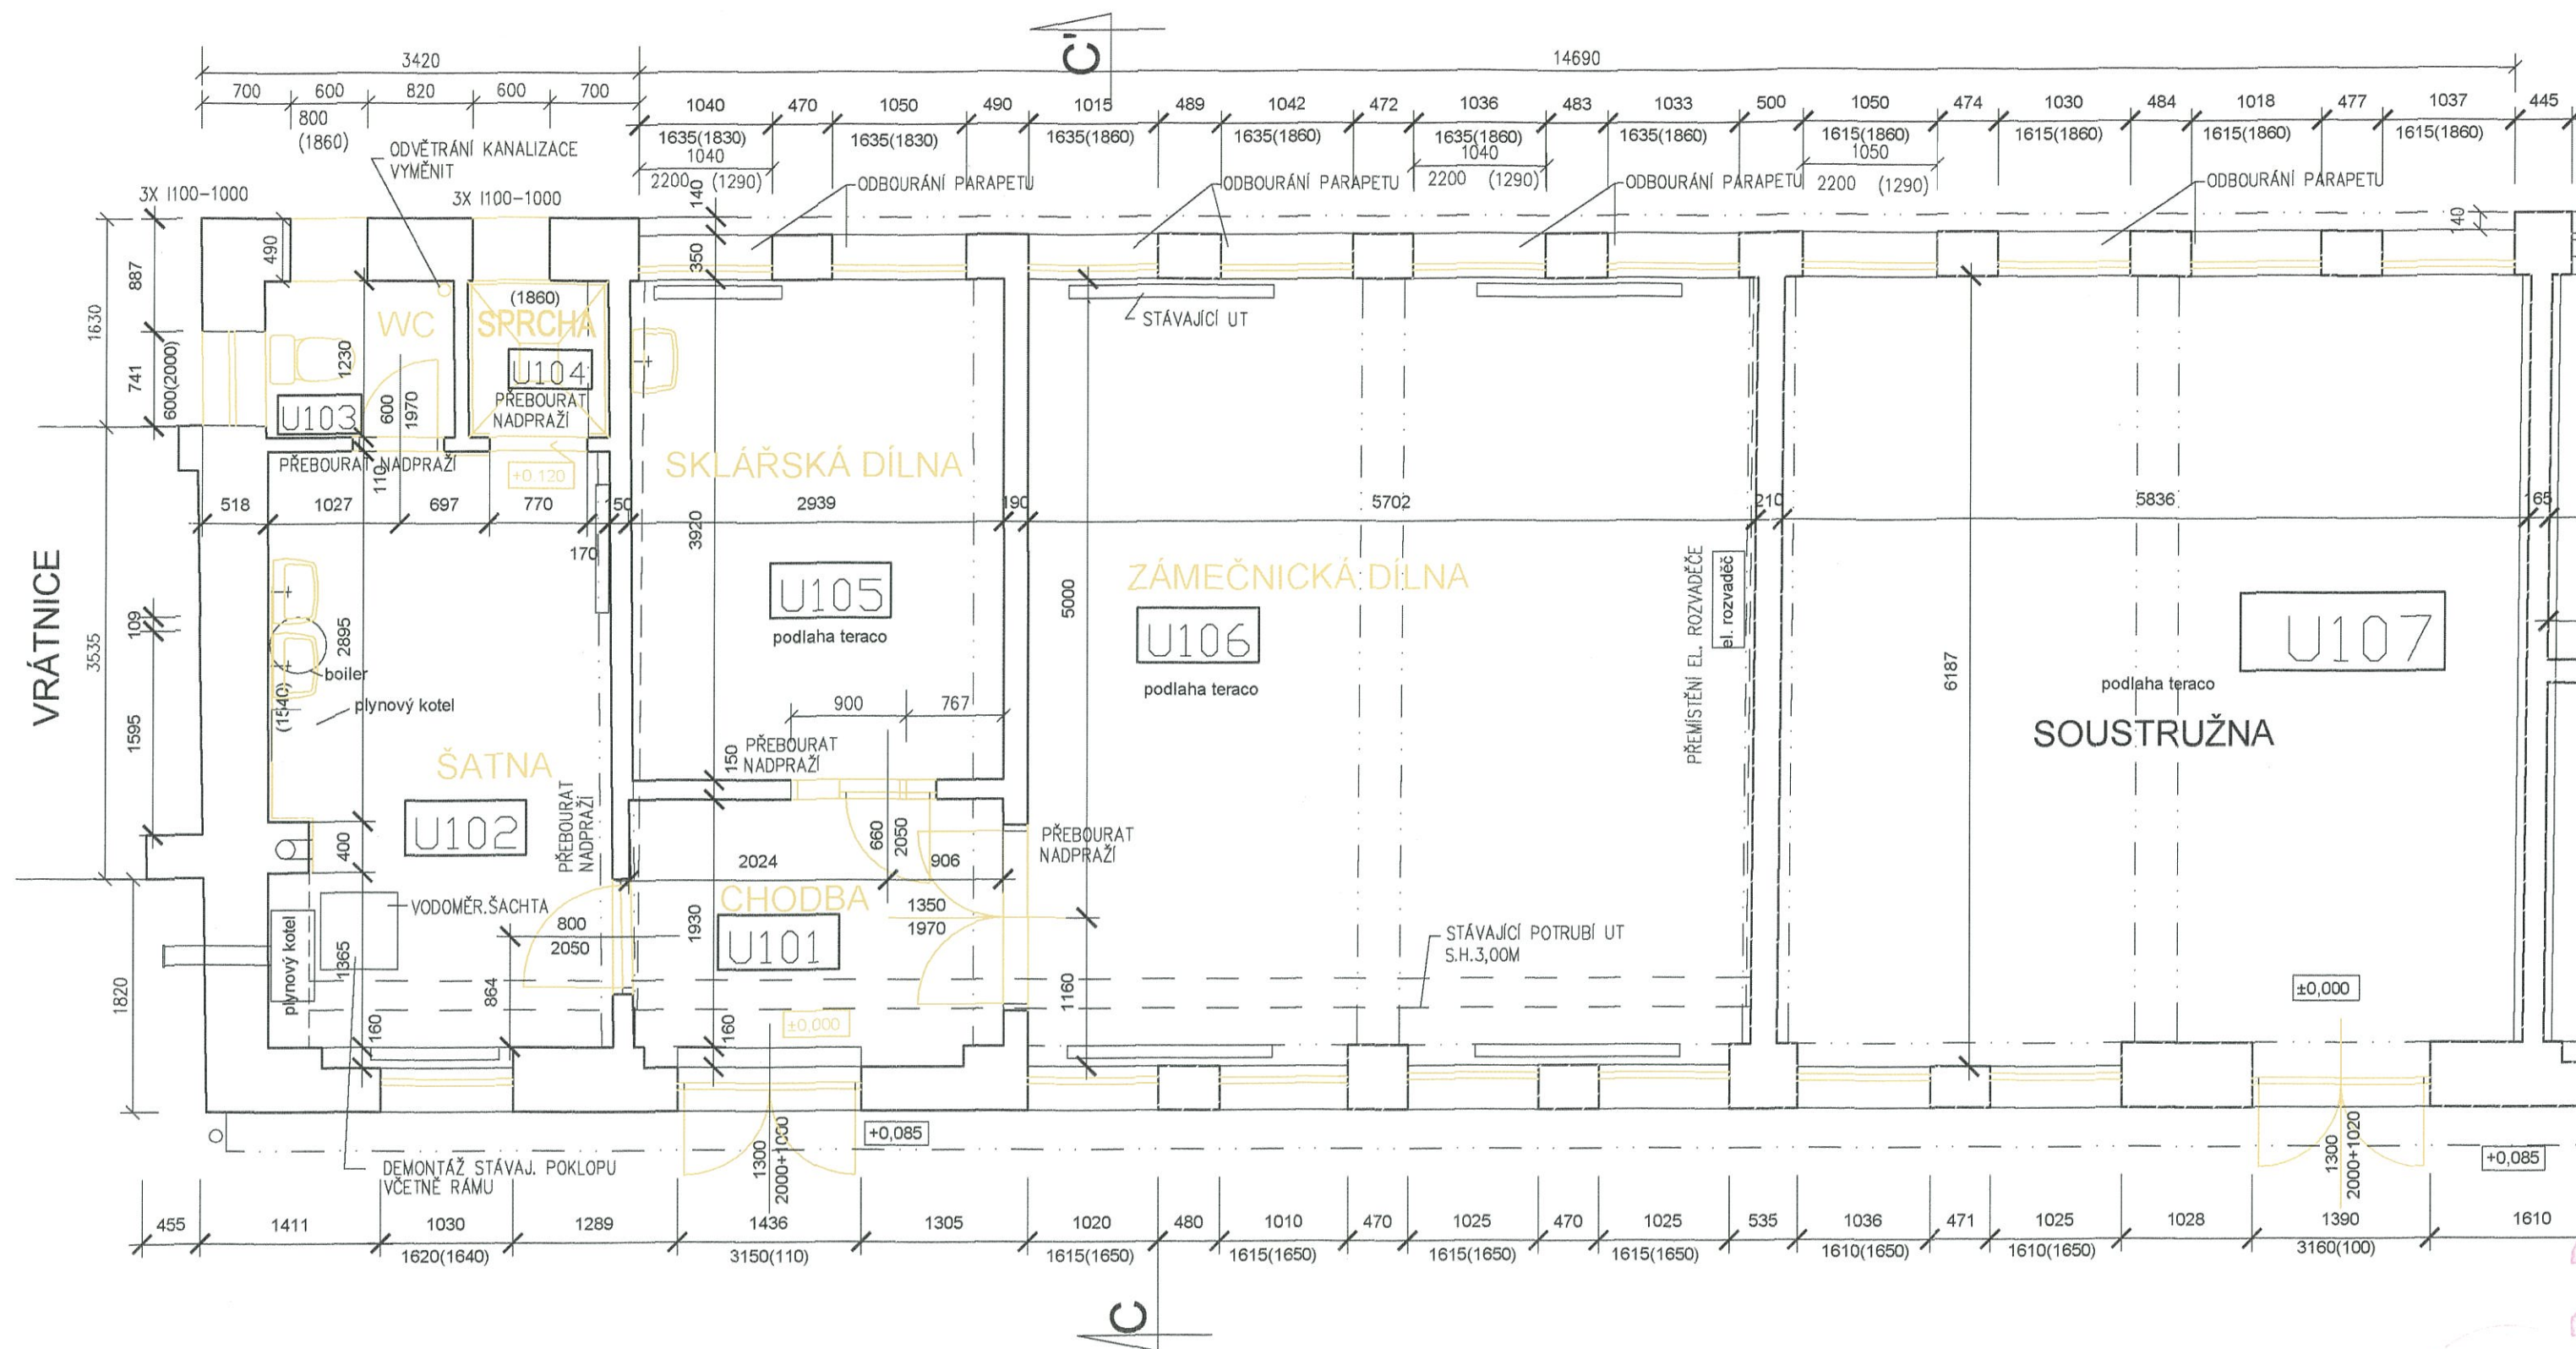 C'
3420
14690
700
600
820
600
700
1040
470
1050
490
1015
489
1042
472
1036
483
1033
500
1050
474
1030
484
1018
477
1037
445
800
(1860)
1635(1830)
1635(1830)
1635(1860)
1635(1860)
1635(1860)
1635(1860)
1615(1860)
1615(1860)
1615(1860)
1615(1860)
1040
2200 (1290)
1040
2200 (1290)
1050
2200 (1290)
ODVĚTRÁNÍ KANALIZACE
VYMĚNIT
3X I100-1000
3X I100-1000
ODBOURÁNÍ PARAPETU
ODBOURÁNÍ PARAPETU
ODBOURÁNÍ PARAPETU
ODBOURÁNÍ PARAPETU
140
40
350
490
887
1630
741
600(2000)
WC
(1860)
SPRCHA
U104
PŘEBOURAT
NADPRAŽÍ
1230
U103
600
1970
STÁVAJÍCÍ UT
PŘEBOURAT NADPRAŽÍ
110
+0,120
SKLÁŘSKÁ DÍLNA
518
1027
697
770
170
2939
190
5702
210
5836
3920
VRÁTNICE
3535
109
1595
2895
boiler
(1540)
plynový kotel
U105
podlaha teraco
ZÁMEČNICKÁ DÍLNA
U106
podlaha teraco
5000
PŘEMÍSTĚNÍ EL. ROZVADĚČE
el. rozvaděč
6187
U107
podlaha teraco
SOUSTRUŽNA
900
767
150
PŘEBOURAT
NADPRAŽÍ
ŠATNA
U102
PŘEBOURAT
NADPRAŽÍ
400
660
2050
2024
906
PŘEBOURAT
NADPRAŽÍ
CHODBA
1350
1970
U101
1930
VODOMĚR.ŠACHTA
plynový kotel
1365
800
2050
864
STÁVAJÍCÍ POTRUBÍ UT
S.H.3,00M
1160
±0,000
±0,000
1820
160
160
+0,085
+0,085
1300
2000+1000
1300
2000+1020
DEMONTÁŽ STÁVAJ. POKLOPU
VČETNĚ RÁMU
455
1411
1030
1289
1436
1305
1020
480
1010
470
1025
470
1025
535
1036
471
1025
1028
1390
1610
1620(1640)
3150(110)
1615(1650)
1615(1650)
1615(1650)
1615(1650)
1610(1650)
1610(1650)
3160(100)
C